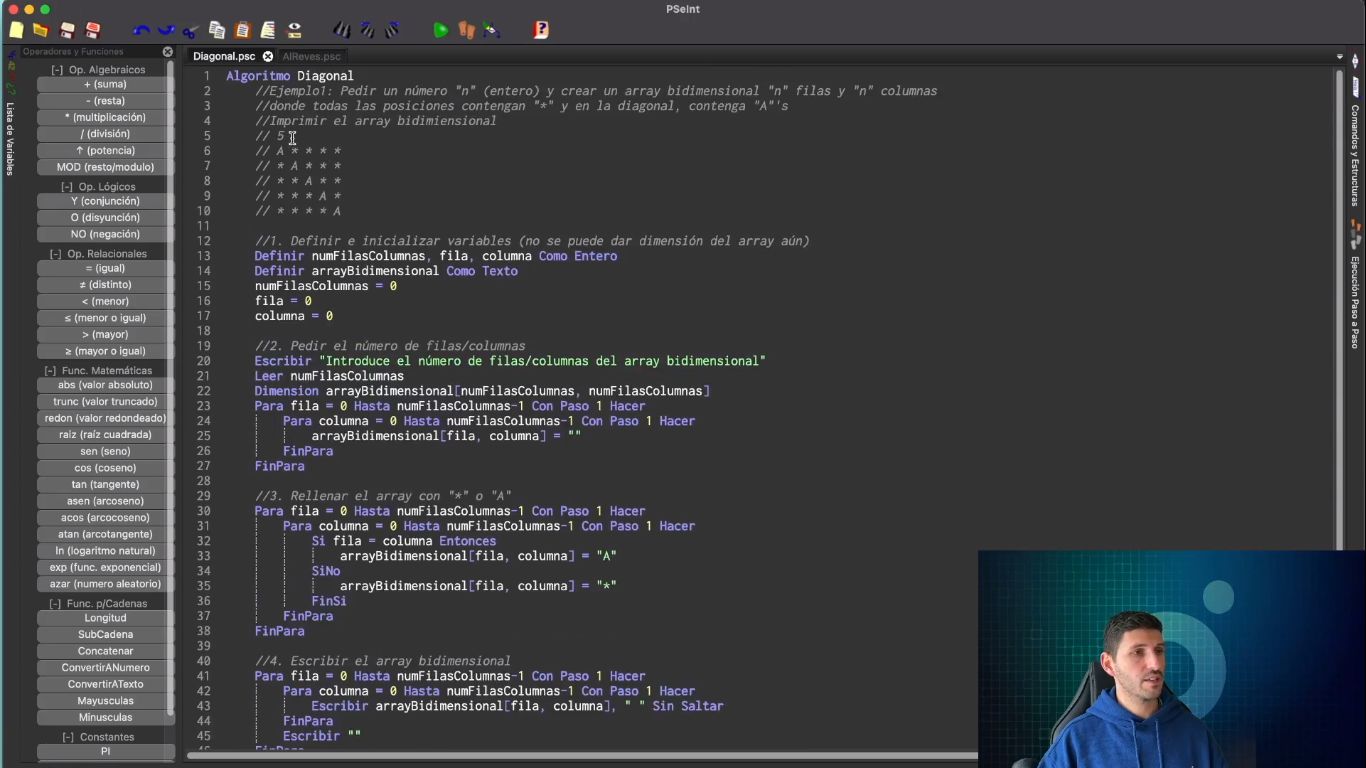 PSeInt
Operadores y Funciones
[-] Op. Algebraicos
+ (suma)
- (resta)
* (multiplicación)
/ (división)
↑ (potencia)
MOD (resto/modulo)
[-] Op. Lógicos
Y (conjunción)
O (disyunción)
NO (negación)
[-] Op. Relacionales
= (igual)
≠ (distinto)
< (menor)
≤ (menor o igual)
> (mayor)
≥ (mayor o igual)
[-] Func. Matemáticas
abs (valor absoluto)
trunc (valor truncado)
redon (valor redondeado)
raiz (raíz cuadrada)
sen (seno)
cos (coseno)
tan (tangente)
asen (arcoseno)
acos (arcocoseno)
atan (arcotangente)
ln (logaritmo natural)
exp (func. exponencial)
azar (numero aleatorio)
[-] Func. p/Cadenas
Longitud
SubCadena
Concatenar
ConvertirANumero
ConvertirATexto
Mayusculas
Minusculas
[-] Constantes
PI
Lista de Variables
Diagonal.psc
AlReves.psc
1 Algoritmo Diagonal
2 //Ejemplo1: Pedir un número "n" (entero) y crear un array bidimensional "n" filas y "n" columnas
3 //donde todas las posiciones contengan "*" y en la diagonal, contenga "A"'s
4 //Imprimir el array bidimiensional
5 // 5
6 // A * * * *
7 // * A * * *
8 // * * A * *
9 // * * * A *
10 // * * * * A
11
12 //1. Definir e inicializar variables (no se puede dar dimensión del array aún)
13 Definir numFilasColumnas, fila, columna Como Entero
14 Definir arrayBidimensional Como Texto
15 numFilasColumnas = 0
16 fila = 0
17 columna = 0
18
19 //2. Pedir el número de filas/columnas
20 Escribir "Introduce el número de filas/columnas del array bidimensional"
21 Leer numFilasColumnas
22 Dimension arrayBidimensional[numFilasColumnas, numFilasColumnas]
23 Para fila = 0 Hasta numFilasColumnas-1 Con Paso 1 Hacer
24 Para columna = 0 Hasta numFilasColumnas-1 Con Paso 1 Hacer
25 arrayBidimensional[fila, columna] = ""
26 FinPara
27 FinPara
28
29 //3. Rellenar el array con "*" o "A"
30 Para fila = 0 Hasta numFilasColumnas-1 Con Paso 1 Hacer
31 Para columna = 0 Hasta numFilasColumnas-1 Con Paso 1 Hacer
32 Si fila = columna Entonces
33 arrayBidimensional[fila, columna] = "A"
34 SiNo
35 arrayBidimensional[fila, columna] = "*"
36 FinSi
37 FinPara
38 FinPara
39
40 //4. Escribir el array bidimensional
41 Para fila = 0 Hasta numFilasColumnas-1 Con Paso 1 Hacer
42 Para columna = 0 Hasta numFilasColumnas-1 Con Paso 1 Hacer
43 Escribir arrayBidimensional[fila, columna], " " Sin Saltar
44 FinPara
45 Escribir ""
46 FinPara
Comandos y Estructuras
Ejecución Paso a Paso